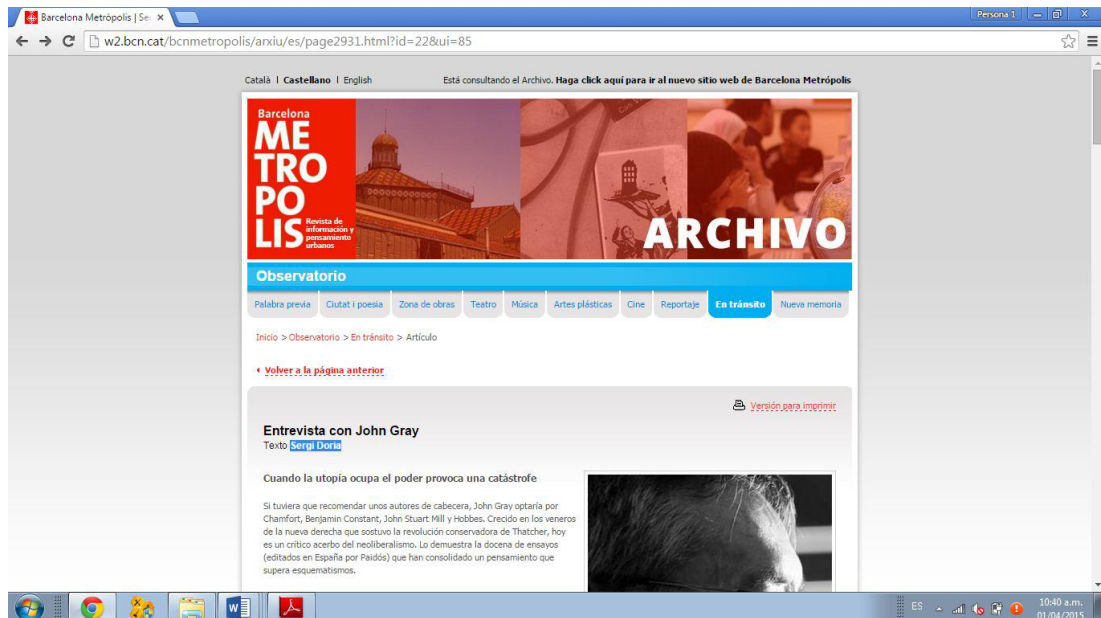 Barcelona Metrópolis | Se
Persona 1
w2.bcn.cat/bcnmetropolis/arxiu/es/page2931.html?id=22&ui=85
Català | Castellano | English
Está consultando el Archivo. Haga click aquí para ir al nuevo sitio web de Barcelona Metrópolis
Barcelona
ME
TRO
PO
LIS
Revista de
información y
pensamiento
urbanos
ARCHIVO
Observatorio
Palabra previa Ciutat i poesia Zona de obras Teatro Música Artes plásticas Cine Reportaje En tránsito Nueva memoria
Inicio > Observatorio > En tránsito > Artículo
Volver a la página anterior
Versión para imprimir
Entrevista con John Gray
Texto Sergi Doria
Cuando la utopía ocupa el poder provoca una catástrofe
Si tuviera que recomendar unos autores de cabecera, John Gray optaría por
Chamfort, Benjamin Constant, John Stuart Mill y Hobbes. Crecido en los veneros
de la nueva derecha que sostuvo la revolución conservadora de Thatcher, hoy
es un crítico acerbo del neoliberalismo. Lo demuestra la docena de ensayos
(editados en España por Paidós) que han consolidado un pensamiento que
supera esquematismos.
ES
10:40 a.m.
01/04/2015